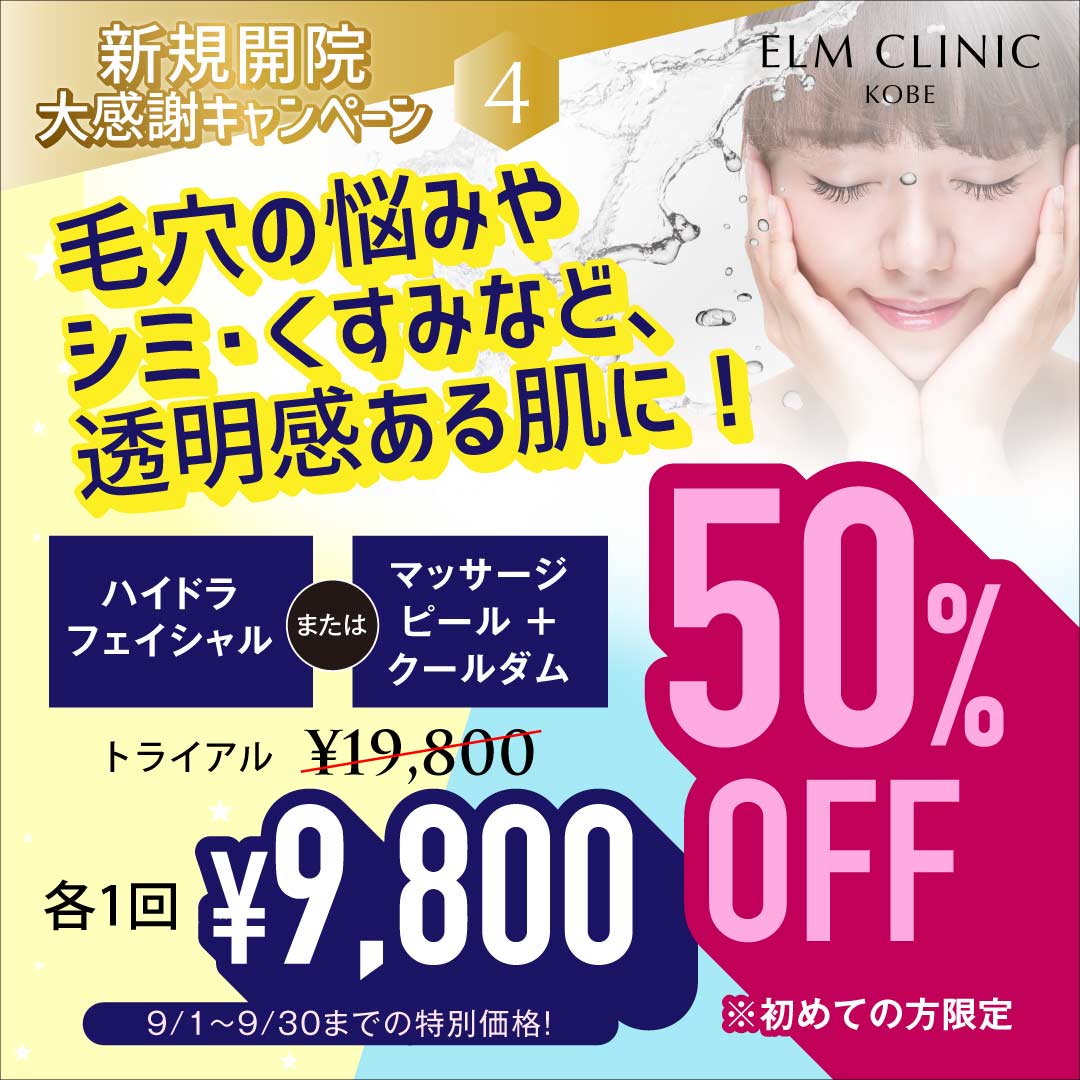 新規開院
大感謝キャンペーン
4
ELM CLINIC
KOBE
毛穴の悩みや
シミ・くすみなど、
透明感ある肌に！
ハイドラ
フェイシャル
または
マッサージ
ピール ＋
クールダム
50%
OFF
トライアル ¥19,800
各1回 ¥9,800
9/1〜9/30までの特別価格!
※初めての方限定